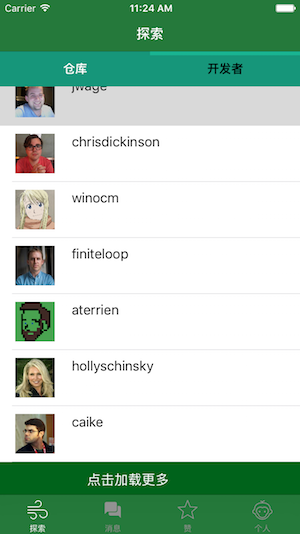 Carrier 11:24 AM
探索
仓库 开发者
jwage
chrisdickinson
winocm
finiteloop
aterrien
hollyschinsky
caike
点击加载更多
探索 消息 赞 个人